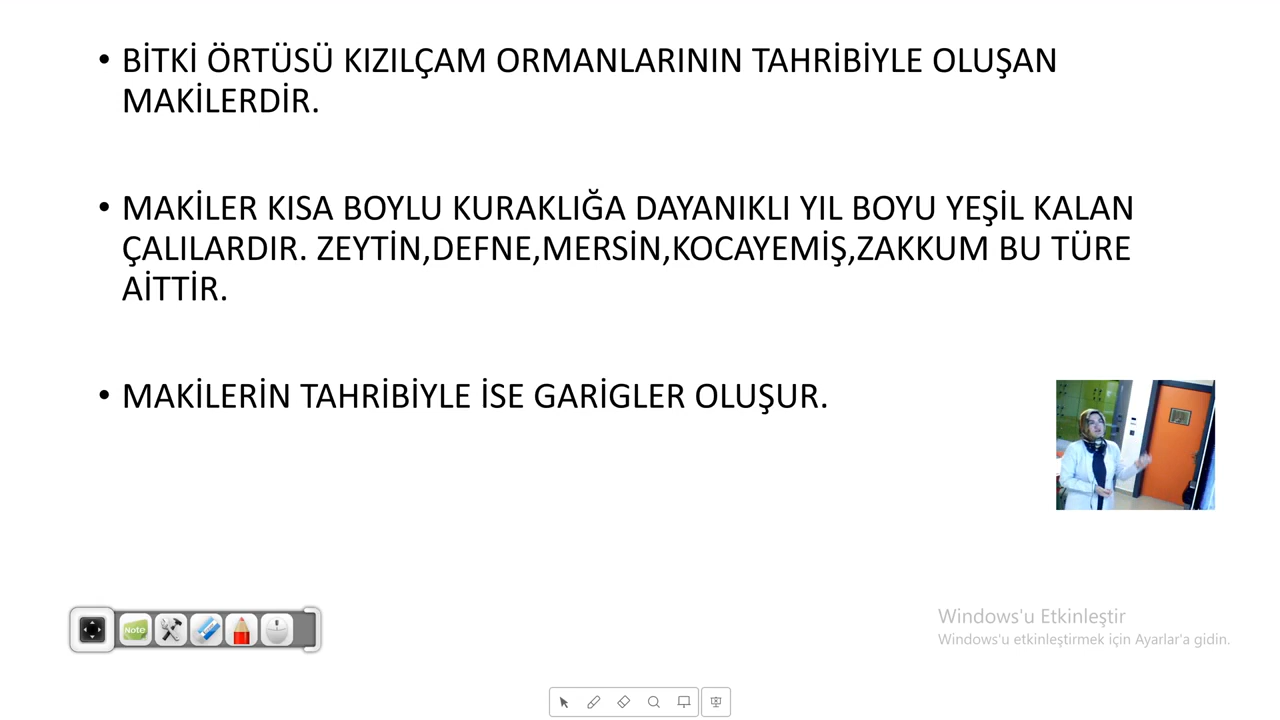 • BİTKİ ÖRTÜSÜ KIZILÇAM ORMANLARININ TAHRİBİYLE OLUŞAN
MAKİLERDİR.
• MAKİLER KISA BOYLU KURAKLIĞA DAYANIKLI YIL BOYU YEŞİL KALAN
ÇALILARDIR. ZEYTİN,DEFNE,MERSİN,KOCAYEMİŞ,ZAKKUM BU TÜRE
AİTTİR.
• MAKİLERİN TAHRİBİYLE İSE GARİGLER OLUŞUR.
Note
Windows'u Etkinleştir
Windows'u etkinleştirmek için Ayarlar'a gidin.